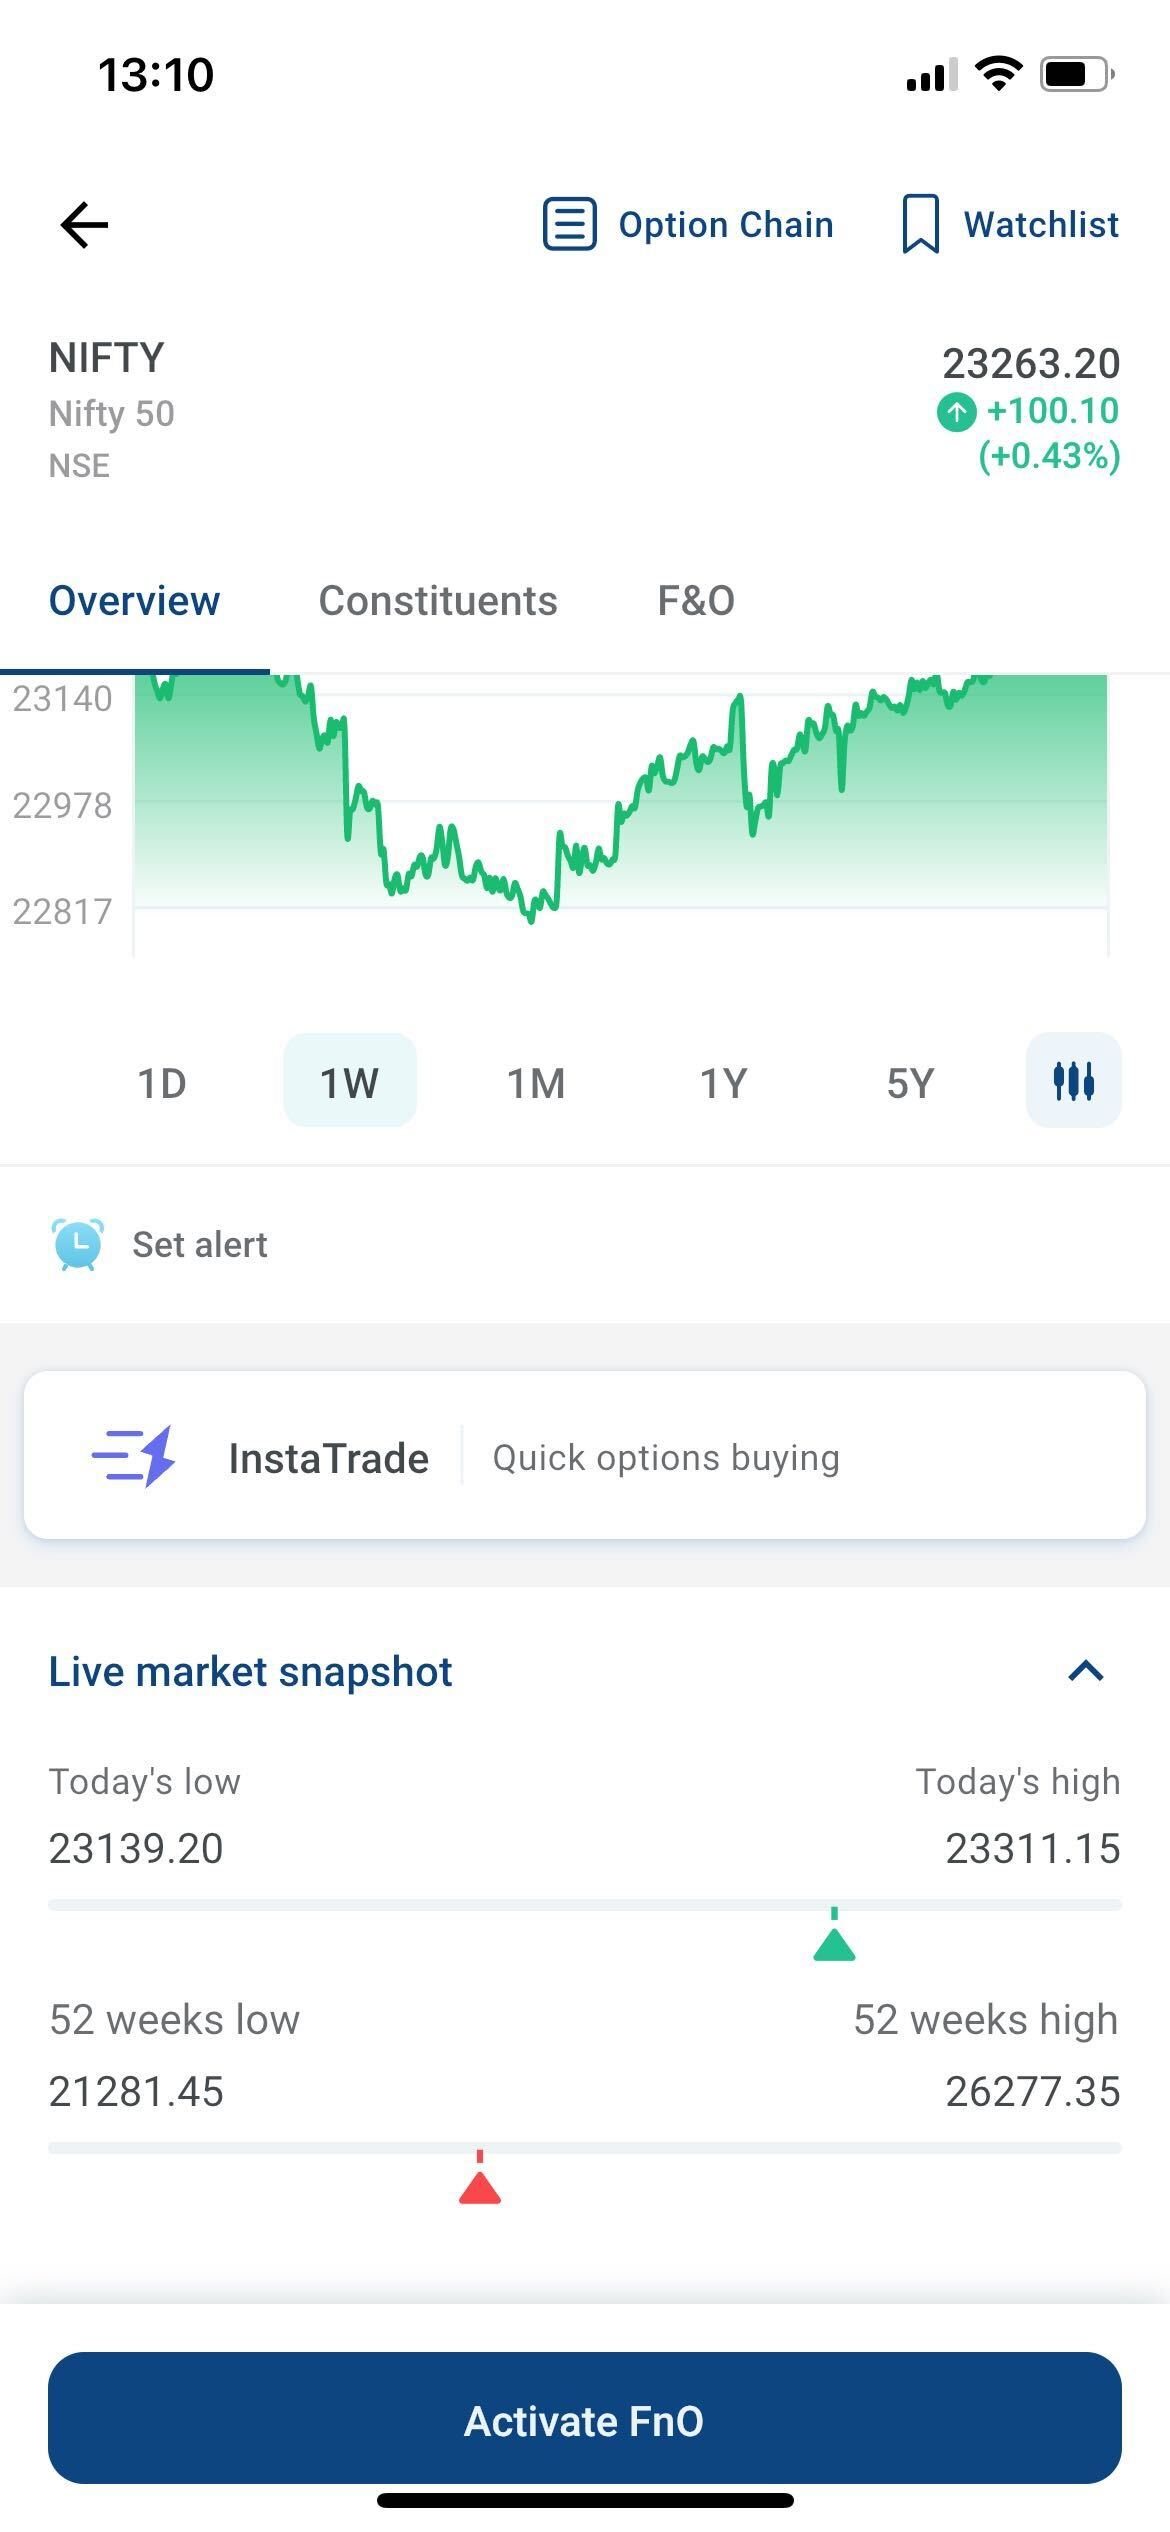 13:10
Option Chain
Watchlist
NIFTY
23263.20
Nifty 50
+100.10
NSE
(+0.43%)
Overview
Constituents
F&O
23140
22978
22817
1D
1W
1M
1Y
5Y
Set alert
InstaTrade
Quick options buying
Live market snapshot
Today's low
Today's high
23139.20
23311.15
52 weeks low
52 weeks high
21281.45
26277.35
Activate FnO